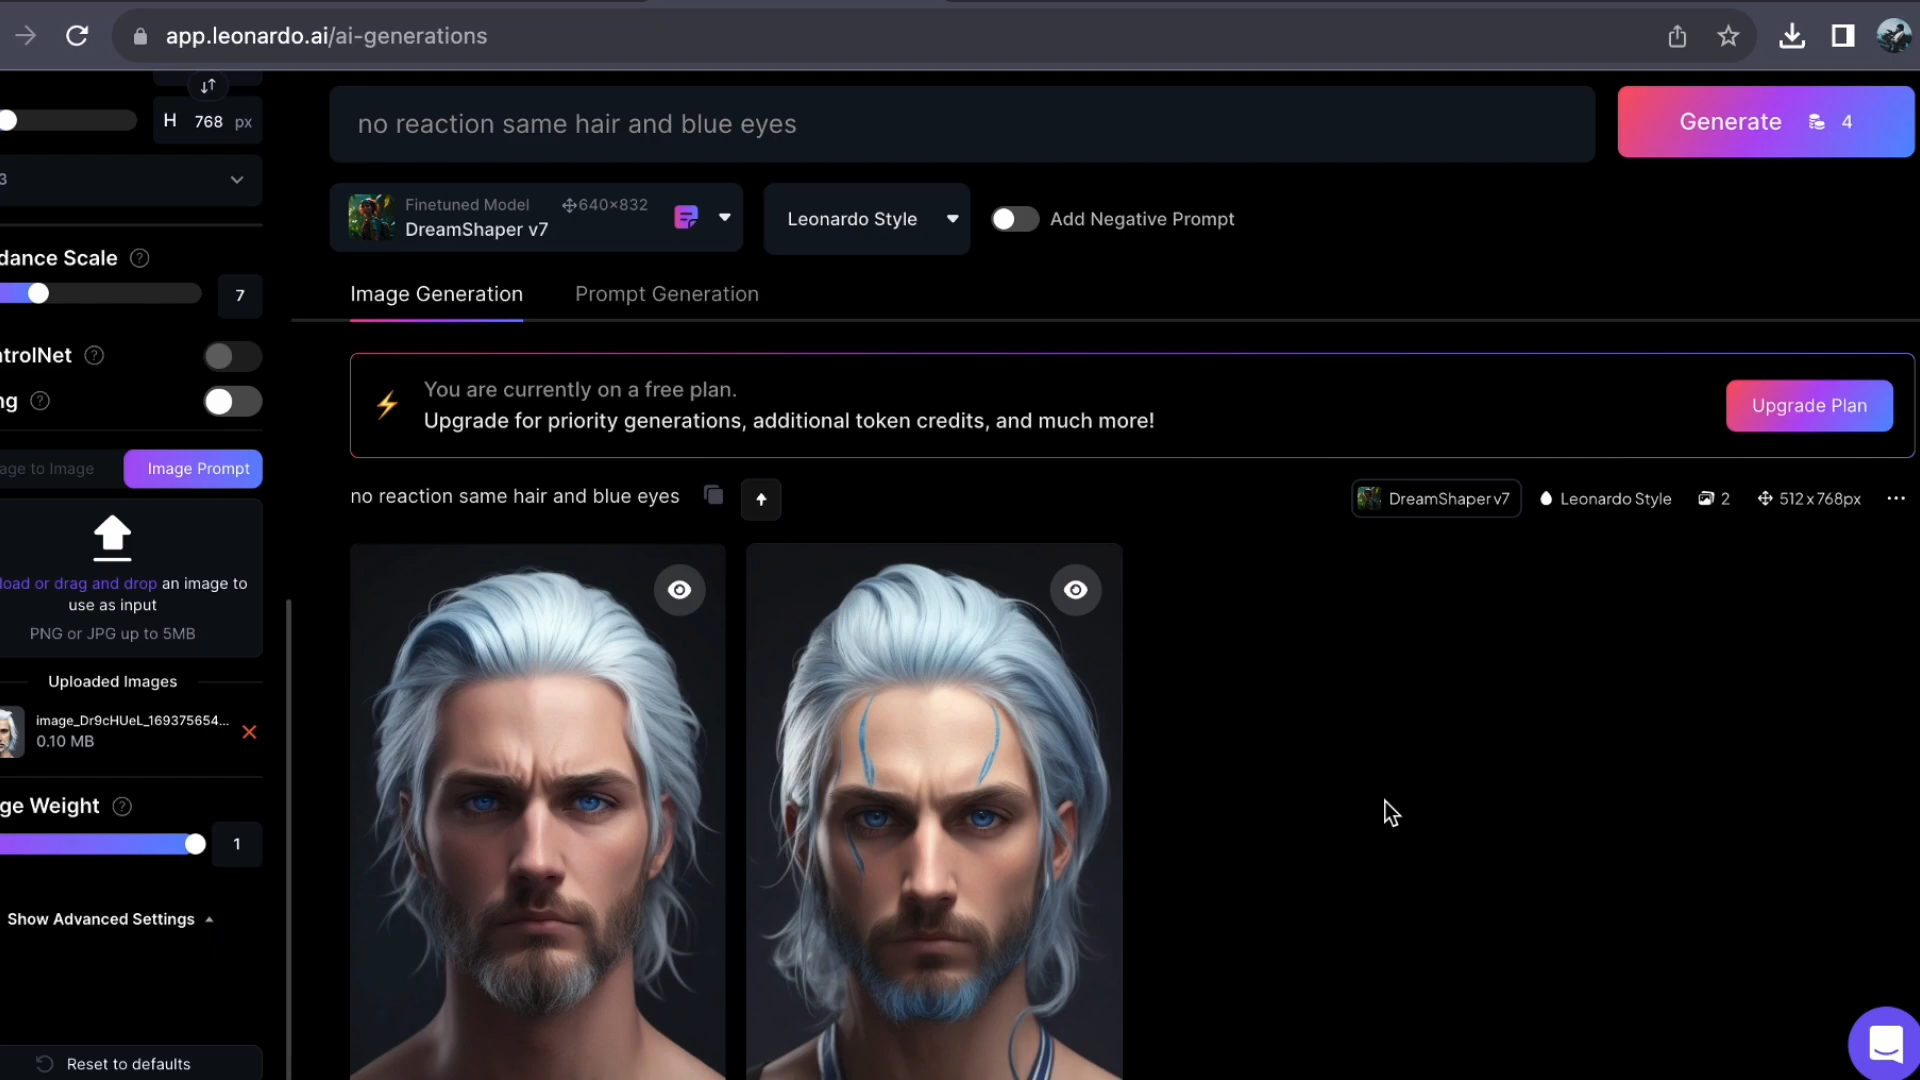 app.leonardo.ai/ai-generations
H 768 px
no reaction same hair and blue eyes
Generate 4
3
Finetuned Model 640×832
DreamShaper v7
Leonardo Style
Add Negative Prompt
dance Scale ?
7
Image Generation Prompt Generation
trolNet ?
ng ?
You are currently on a free plan.
Upgrade for priority generations, additional token credits, and much more!
Upgrade Plan
age to Image Image Prompt
no reaction same hair and blue eyes
DreamShaper v7 Leonardo Style 2 512 x 768px ...
load or drag and drop an image to
use as input
PNG or JPG up to 5MB
Uploaded Images
image_Dr9cHUeL_169375654...
0.10 MB
ge Weight ?
1
Show Advanced Settings
Reset to defaults